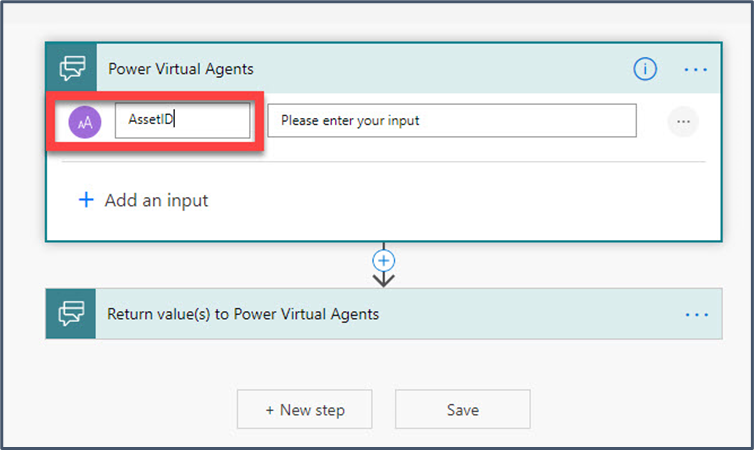 Power Virtual Agents
AssetID Please enter your input
+ Add an input
Return value(s) to Power Virtual Agents
+ New step Save